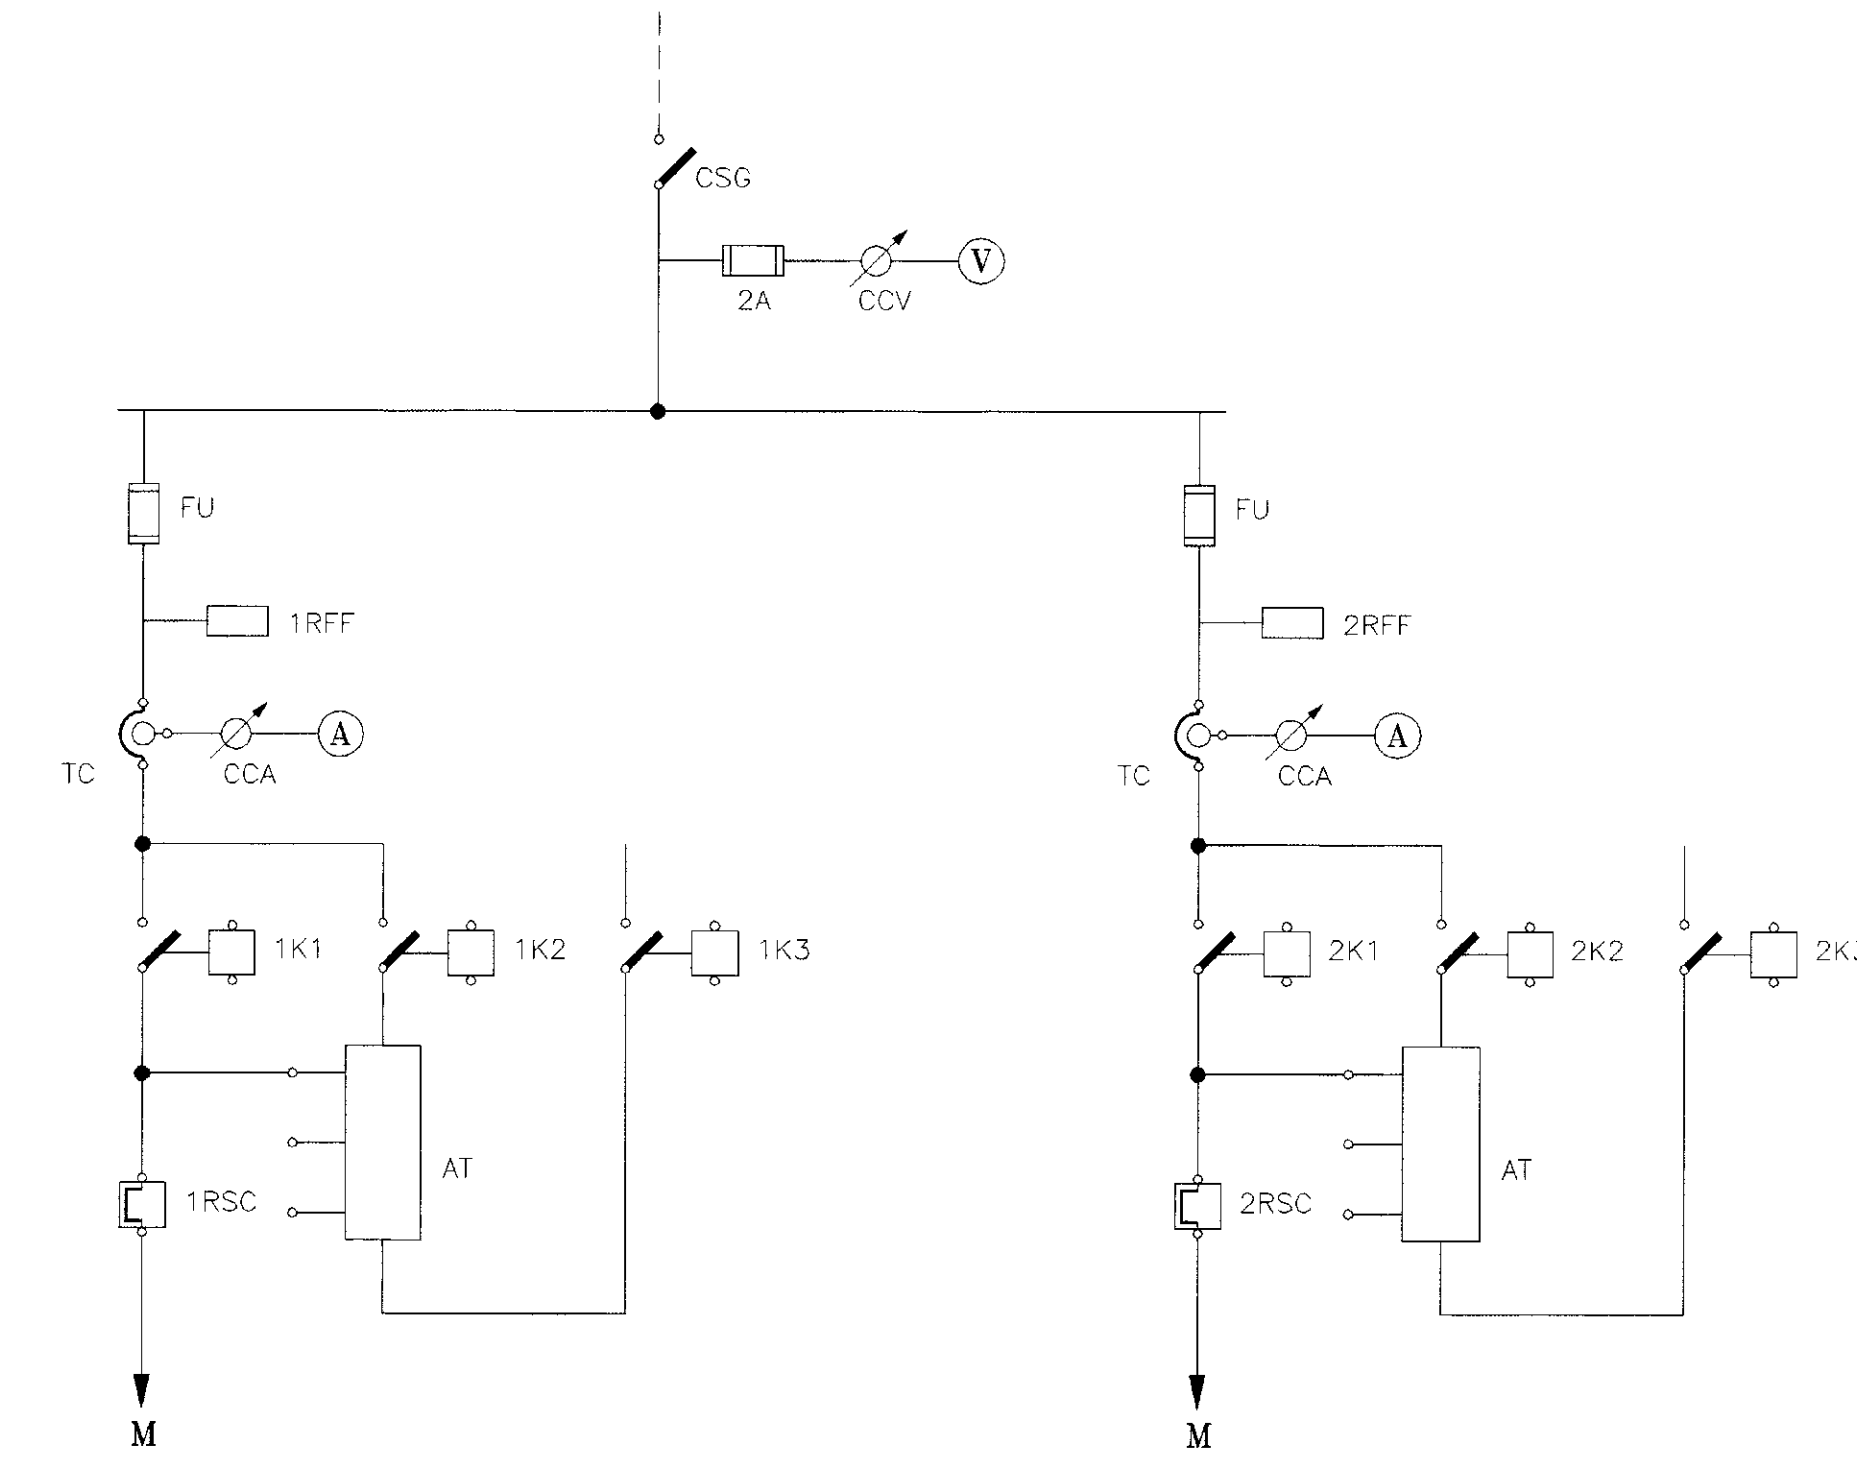 CSG
V
2A
CCV
FU
FU
1RFF
2RFF
A
A
TC
CCA
TC
CCA
1K1
1K2
1K3
2K1
2K2
AT
AT
1RSC
2RSC
M
M